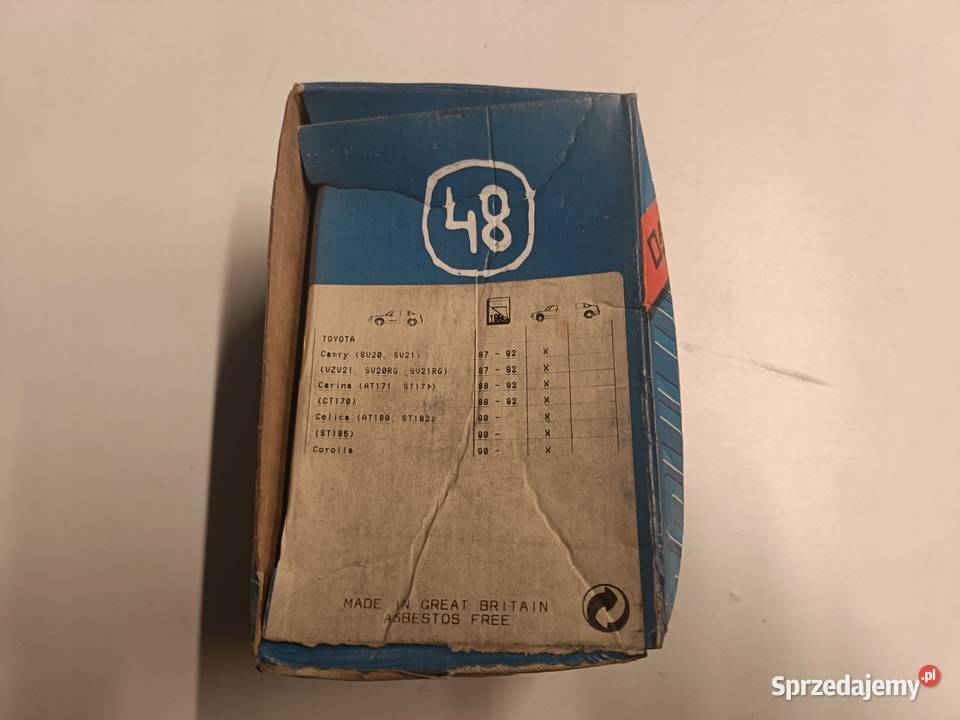 48
TOYOTA
Camry (SV20, SV21) 87 - 92 X
(VZV21, SV20RG, SV21RG) 87 - 92 X
Carina (AT171, ST171) 88 - 92 X
(CT170) 88 - 92 X
Celica (AT180, ST182) 90 - X
(ST185) 90 - X
Corolla 90 - X
MADE IN GREAT BRITAIN
ASBESTOS FREE
Sprzedajemy.pl